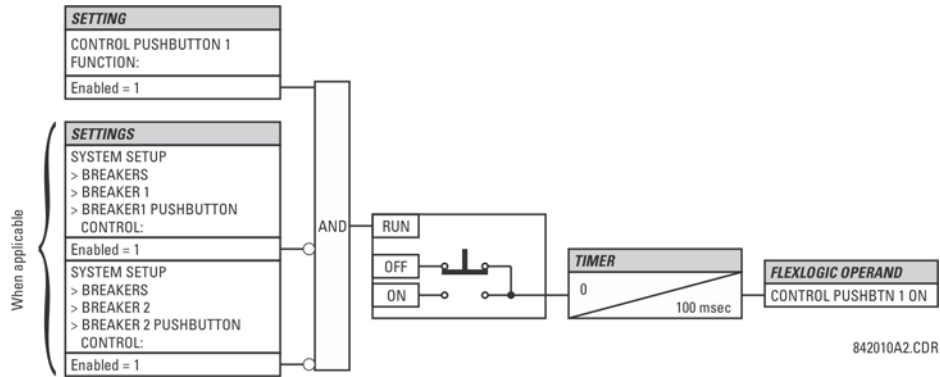 SETTING
CONTROL PUSHBUTTON 1
FUNCTION:
Enabled = 1
When applicable
SETTINGS
SYSTEM SETUP
> BREAKERS
> BREAKER 1
> BREAKER1 PUSHBUTTON
CONTROL:
Enabled = 1
SYSTEM SETUP
> BREAKERS
> BREAKER 2
> BREAKER 2 PUSHBUTTON
CONTROL:
Enabled = 1
AND
RUN
OFF
ON
TIMER
0
100 msec
FLEXLOGIC OPERAND
CONTROL PUSHBTN 1 ON
842010A2.CDR